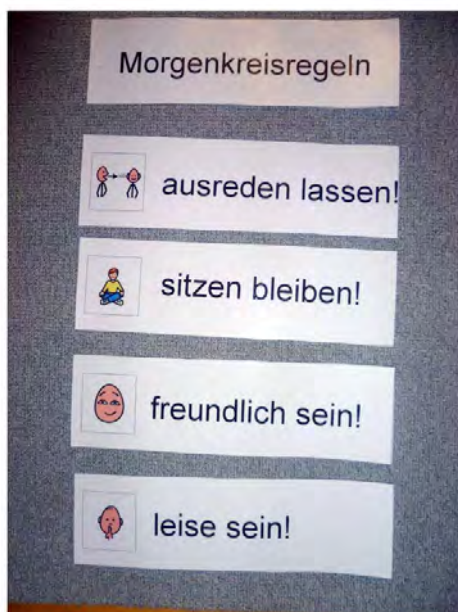 Morgenkreisregeln
ausreden lassen!
sitzen bleiben!
freundlich sein!
leise sein!